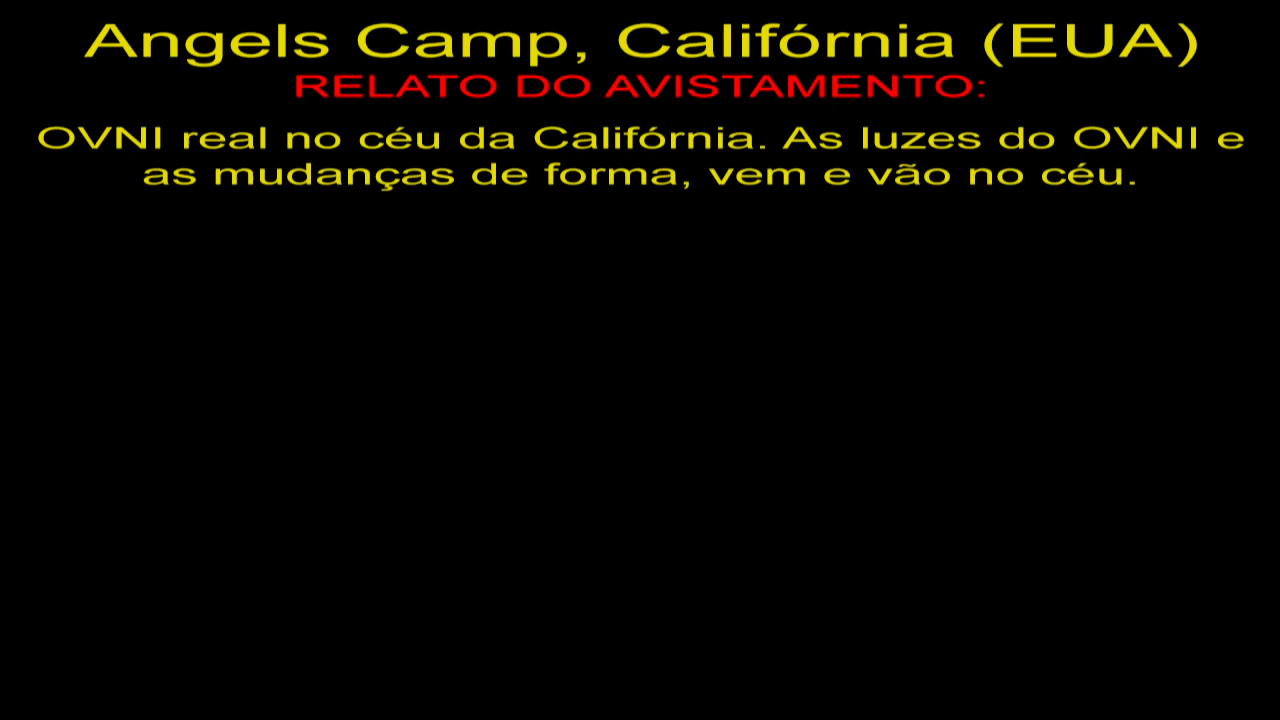 Angels Camp, Califórnia (EUA)
RELATO DO AVISTAMENTO:
OVNI real no céu da Califórnia. As luzes do OVNI e
as mudanças de forma, vem e vão no céu.